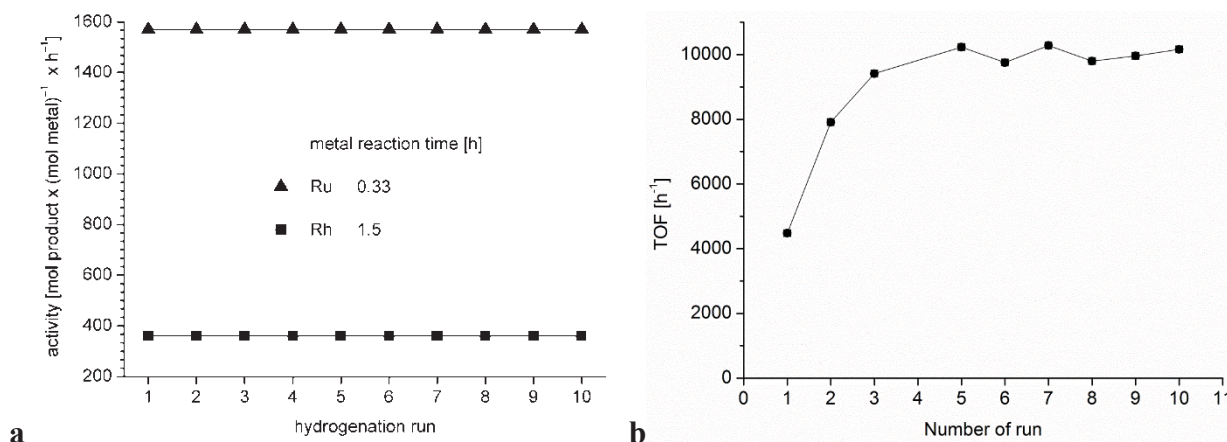 1600
1400
1200
1000
800
600
400
200
activity [mol product x (mol metal)⁻¹ x h⁻¹]
metal reaction time [h]
Ru 0.33
Rh 1.5
1 2 3 4 5 6 7 8 9 10
hydrogenation run
a
10000
8000
6000
4000
2000
0
TOF [h⁻¹]
0 1 2 3 4 5 6 7 8 9 10 11
Number of run
b